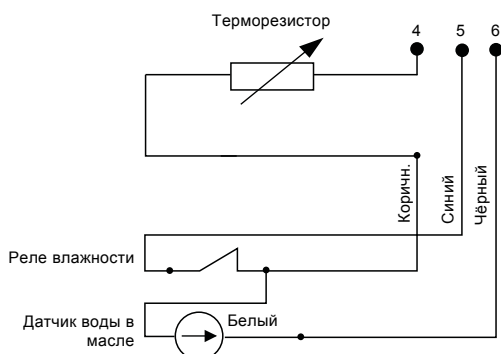 Терморезистор
4 5 6
Коричн.
Синий
Чёрный
Реле влажности
Датчик воды в
масле
Белый